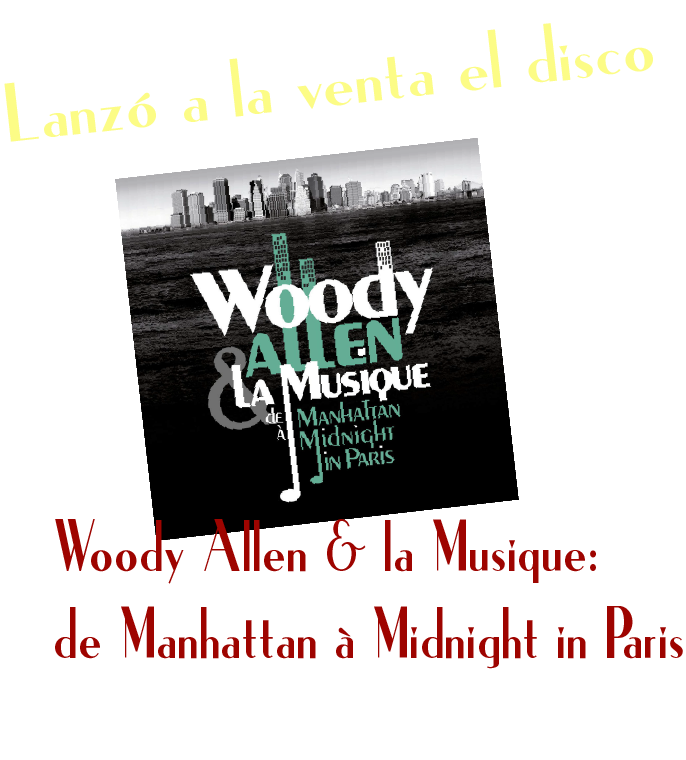 Lanzó a la venta el disco
Woody
ALLEN
& LA MUSIQUE
de MANHATTAN
à Midnight
in Paris
Woody Allen & la Musique:
de Manhattan à Midnight in Paris